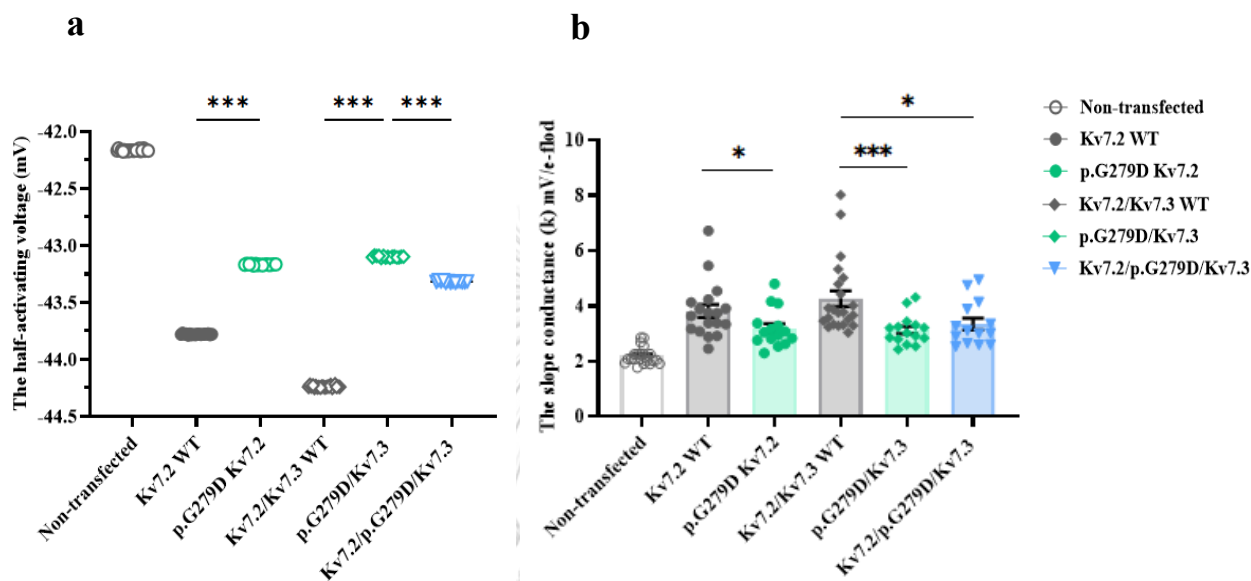 a
b
*** *** ***
The half-activating voltage (mV)
-42.0
-42.5
-43.0
-43.5
-44.0
-44.5
Non-transfected
Kv7.2 WT
p.G279D Kv7.2
Kv7.2/Kv7.3 WT
p.G279D/Kv7.3
Kv7.2/p.G279D/Kv7.3
*
* ***
The slope conductance (k) mV/e-flod
10
8
6
4
2
0
Non-transfected
Kv7.2 WT
p.G279D Kv7.2
Kv7.2/Kv7.3 WT
p.G279D/Kv7.3
Kv7.2/p.G279D/Kv7.3
Non-transfected
Kv7.2 WT
p.G279D Kv7.2
Kv7.2/Kv7.3 WT
p.G279D/Kv7.3
Kv7.2/p.G279D/Kv7.3